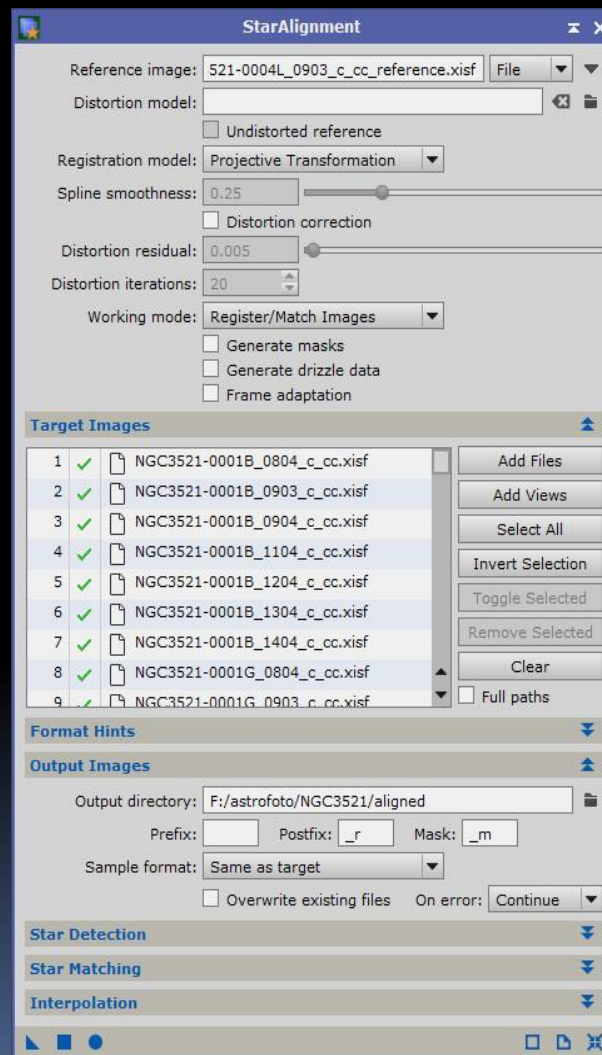 StarAlignment
Reference image: 521-0004L_0903_c_cc_reference.xisf File
Distortion model:
Undistorted reference
Registration model: Projective Transformation
Spline smoothness: 0.25
Distortion correction
Distortion residual: 0.005
Distortion iterations: 20
Working mode: Register/Match Images
Generate masks
Generate drizzle data
Frame adaptation
Target Images
1 NGC3521-0001B_0804_c_cc.xisf Add Files
2 NGC3521-0001B_0903_c_cc.xisf Add Views
3 NGC3521-0001B_0904_c_cc.xisf Select All
4 NGC3521-0001B_1104_c_cc.xisf Invert Selection
5 NGC3521-0001B_1204_c_cc.xisf Toggle Selected
6 NGC3521-0001B_1304_c_cc.xisf Remove Selected
7 NGC3521-0001B_1404_c_cc.xisf Clear
8 NGC3521-0001G_0804_c_cc.xisf Full paths
9 NGC3521-0001G_0903_c_cc.xisf
Format Hints
Output Images
Output directory: F:/astrofoto/NGC3521/aligned
Prefix: Postfix: _r Mask: _m
Sample format: Same as target
Overwrite existing files On error: Continue
Star Detection
Star Matching
Interpolation